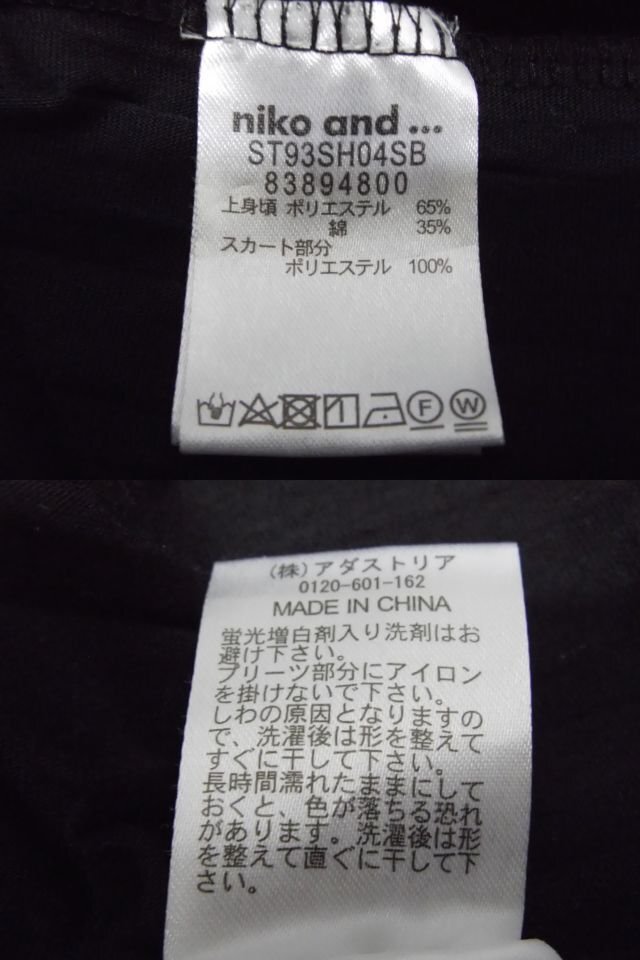 niko and ...
ST93SH04SB
83894800
上身頃 ポリエステル 65%
綿 35%
スカート部分
ポリエステル 100%
F W
(株)アダストリア
0120-601-162
MADE IN CHINA
蛍光増白剤入り洗剤はお
避け下さい。
プリーツ部分にアイロン
を掛けないで下さい。
しわの原因となりますの
で、洗濯後は形を整えて
すぐに干して下さい。
長時間濡れたままにして
おくと、色が落ちる恐れ
があります。洗濯後は形
を整えて直ぐに干して下
さい。